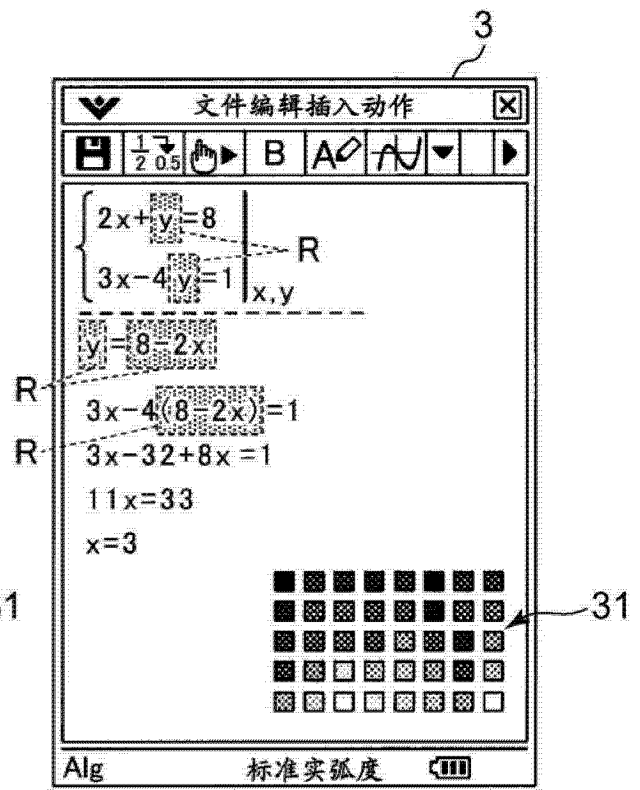 3
文件编辑插入动作
1/2 0.5 B A
2x+y=8
R
3x-4y=1
x,y
y=8-2x
R
3x-4(8-2x)=1
R
3x-32+8x=1
11x=33
x=3
1
31
Alg 标准实弧度